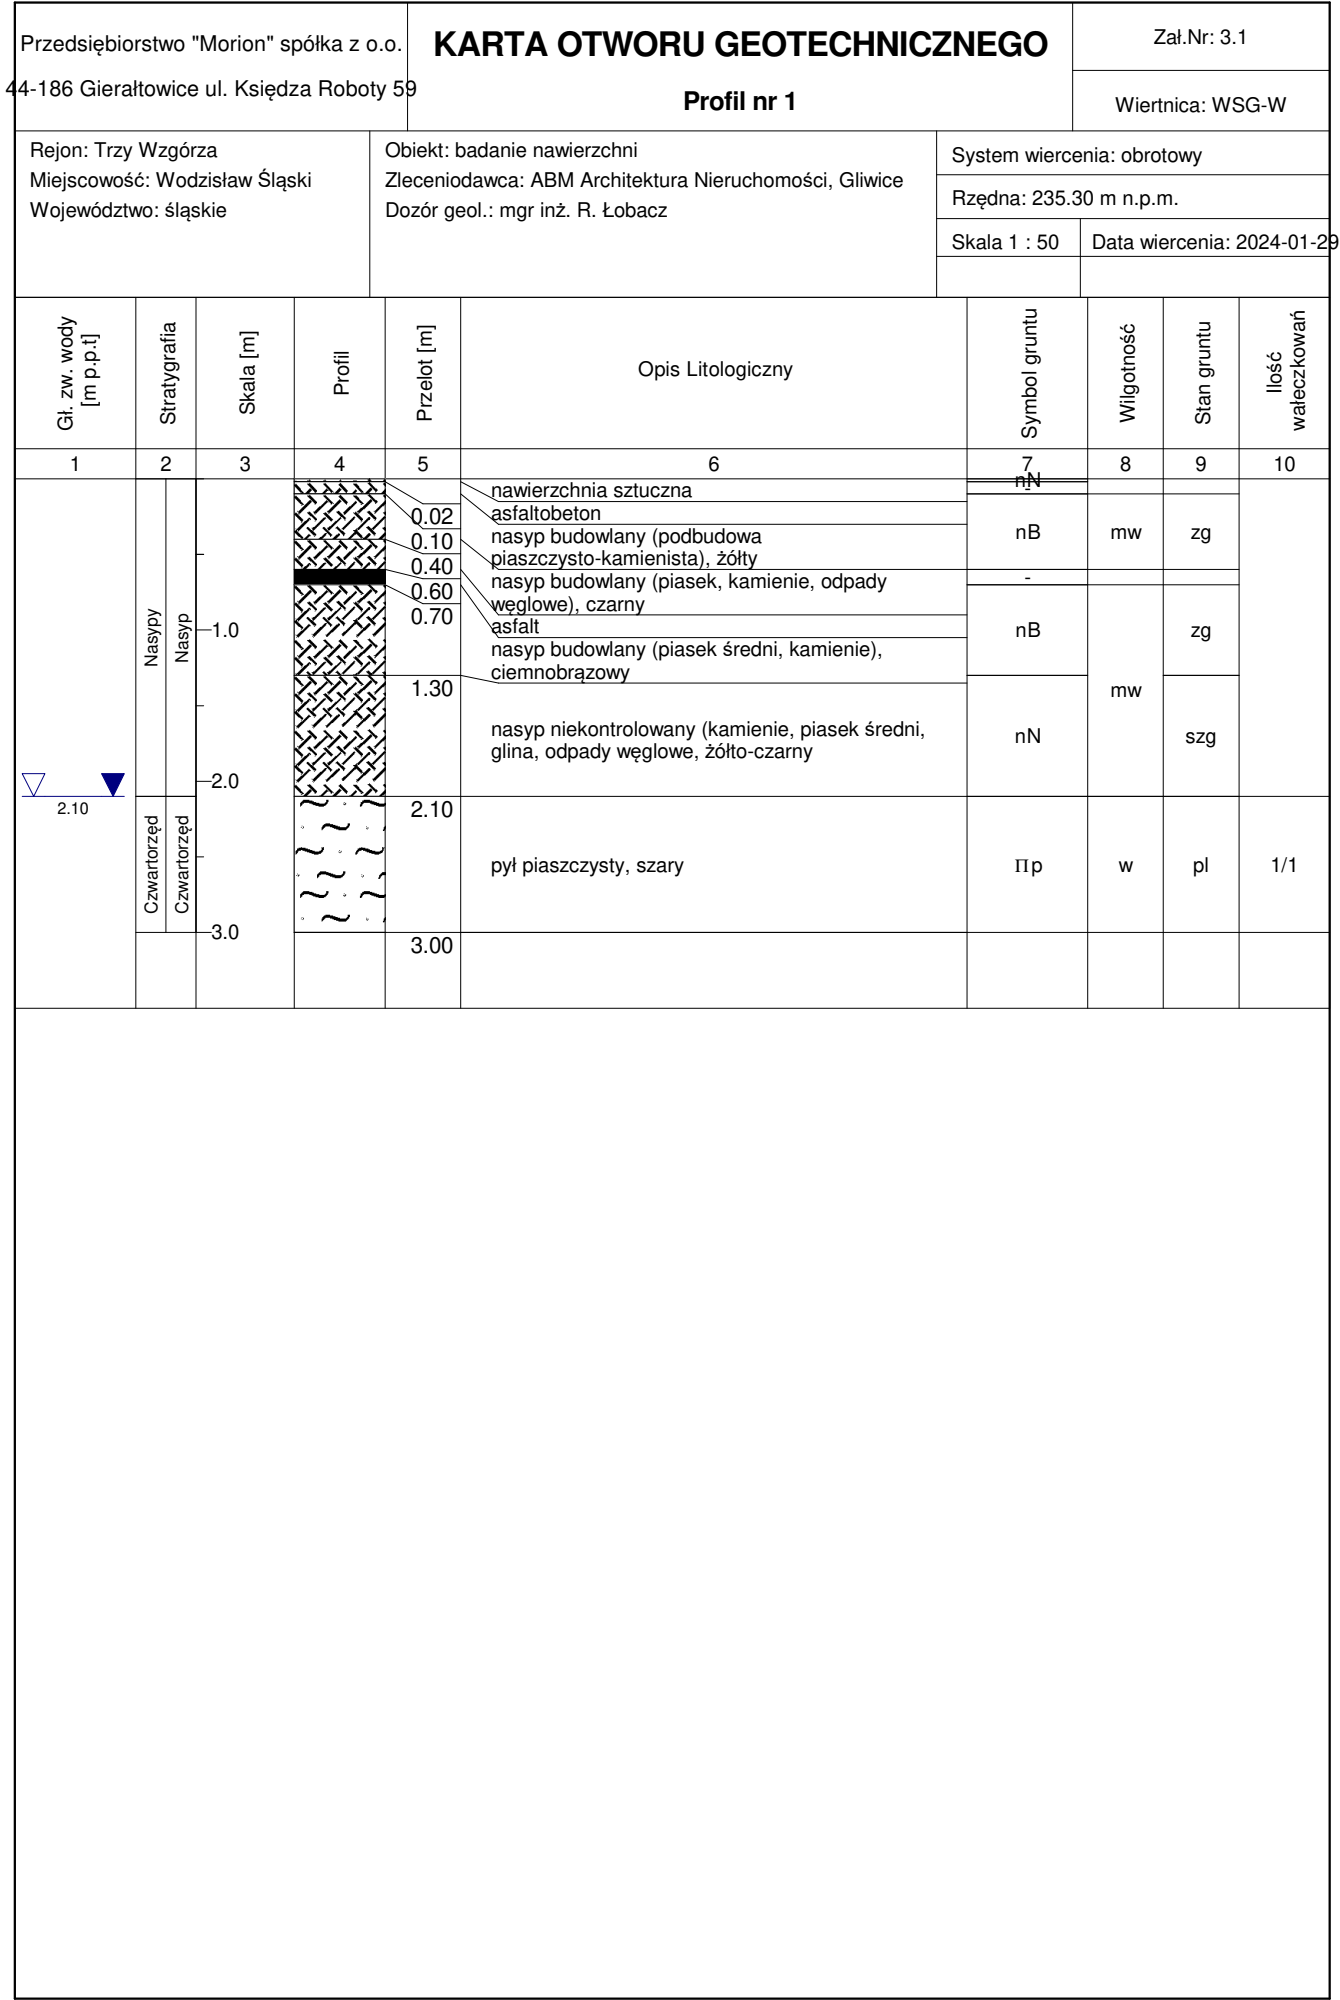 Przedsiębiorstwo "Morion" spółka z o.o.
44-186 Gierałtowice ul. Księdza Roboty 59
KARTA OTWORU GEOTECHNICZNEGO
Profil nr 1
Zał.Nr: 3.1
Wiertnica: WSG-W
Rejon: Trzy Wzgórza
Miejscowość: Wodzisław Śląski
Województwo: śląskie
Obiekt: badanie nawierzchni
Zleceniodawca: ABM Architektura Nieruchomości, Gliwice
Dozór geol.: mgr inż. R. Łobacz
System wiercenia: obrotowy
Rzędna: 235.30 m n.p.m.
Skala 1 : 50
Data wiercenia: 2024-01-29
Gł. zw. wody
[m p.p.t]
Stratygrafia
Skala [m]
Profil
Przelot [m]
Opis Litologiczny
Symbol gruntu
Wilgotność
Stan gruntu
Ilość
wałeczkowań
1
2
3
4
5
6
7
8
9
10
2.10
Nasypy
Nasyp
Czwartorzęd
Czwartorzęd
1.0
2.0
3.0
0.02
0.10
0.40
0.60
0.70
1.30
2.10
3.00
nawierzchnia sztuczna
asfaltobeton
nasyp budowlany (podbudowa
piaszczysto-kamienista), żółty
nasyp budowlany (piasek, kamienie, odpady
węglowe), czarny
asfalt
nasyp budowlany (piasek średni, kamienie),
ciemnobrązowy
nasyp niekontrolowany (kamienie, piasek średni,
glina, odpady węglowe, żółto-czarny
pył piaszczysty, szary
nN
-
nB
-
nB
nN
Πp
mw
mw
w
zg
zg
szg
pl
1/1